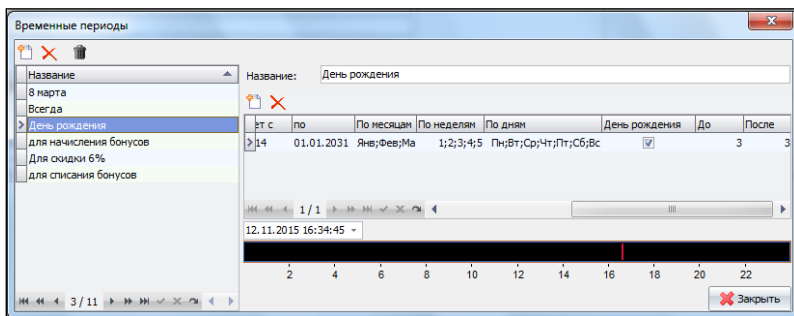 Временные периоды
Название
8 марта
Всегда
День рождения
для начисления бонусов
Для скидки 6%
для списания бонусов
3 / 11
Название: День рождения
ет с по По месяцам По неделям По дням День рождения До После
14 01.01.2031 Янв;Фев;Ма 1;2;3;4;5 Пн;Вт;Ср;Чт;Пт;Сб;Вс 3 3
1 / 1
12.11.2015 16:34:45
2 4 6 8 10 12 14 16 18 20 22
Закрыть